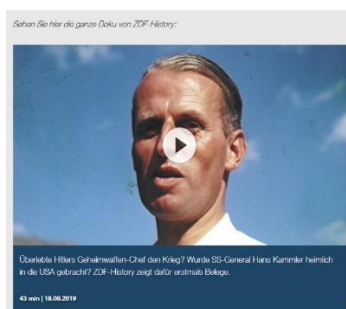 Sehen Sie hier die ganze Doku von ZDF-History:
Überlebte Hitlers Geheimwaffen-Chef den Krieg? Wurde SS-General Hans Kammler heimlich
in die USA gebracht? ZDF-History zeigt dafür erstmals Belege.
43 min | 18.08.2019